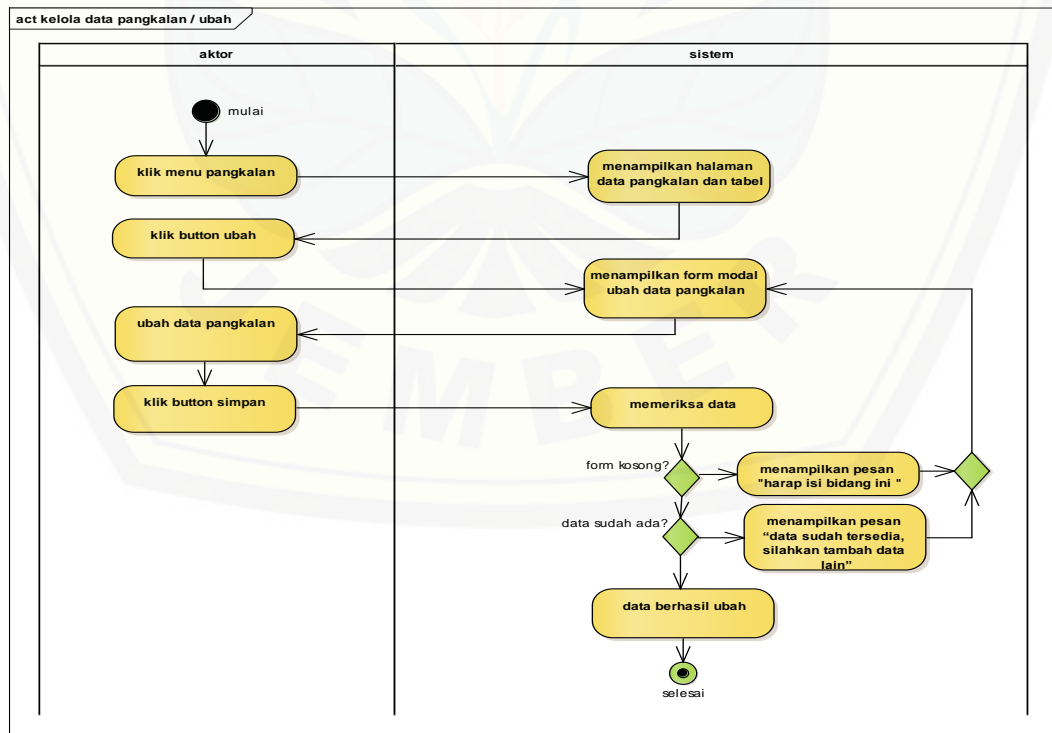 act kelola data pangkalan / ubah
aktor
sistem
mulai
klik menu pangkalan
menampilkan halaman
data pangkalan dan tabel
klik button ubah
menampilkan form modal
ubah data pangkalan
ubah data pangkalan
klik button simpan
memeriksa data
form kosong?
menampilkan pesan
"harap isi bidang ini "
data sudah ada?
menampilkan pesan
“data sudah tersedia,
silahkan tambah data
lain”
data berhasil ubah
selesai
JEMBER